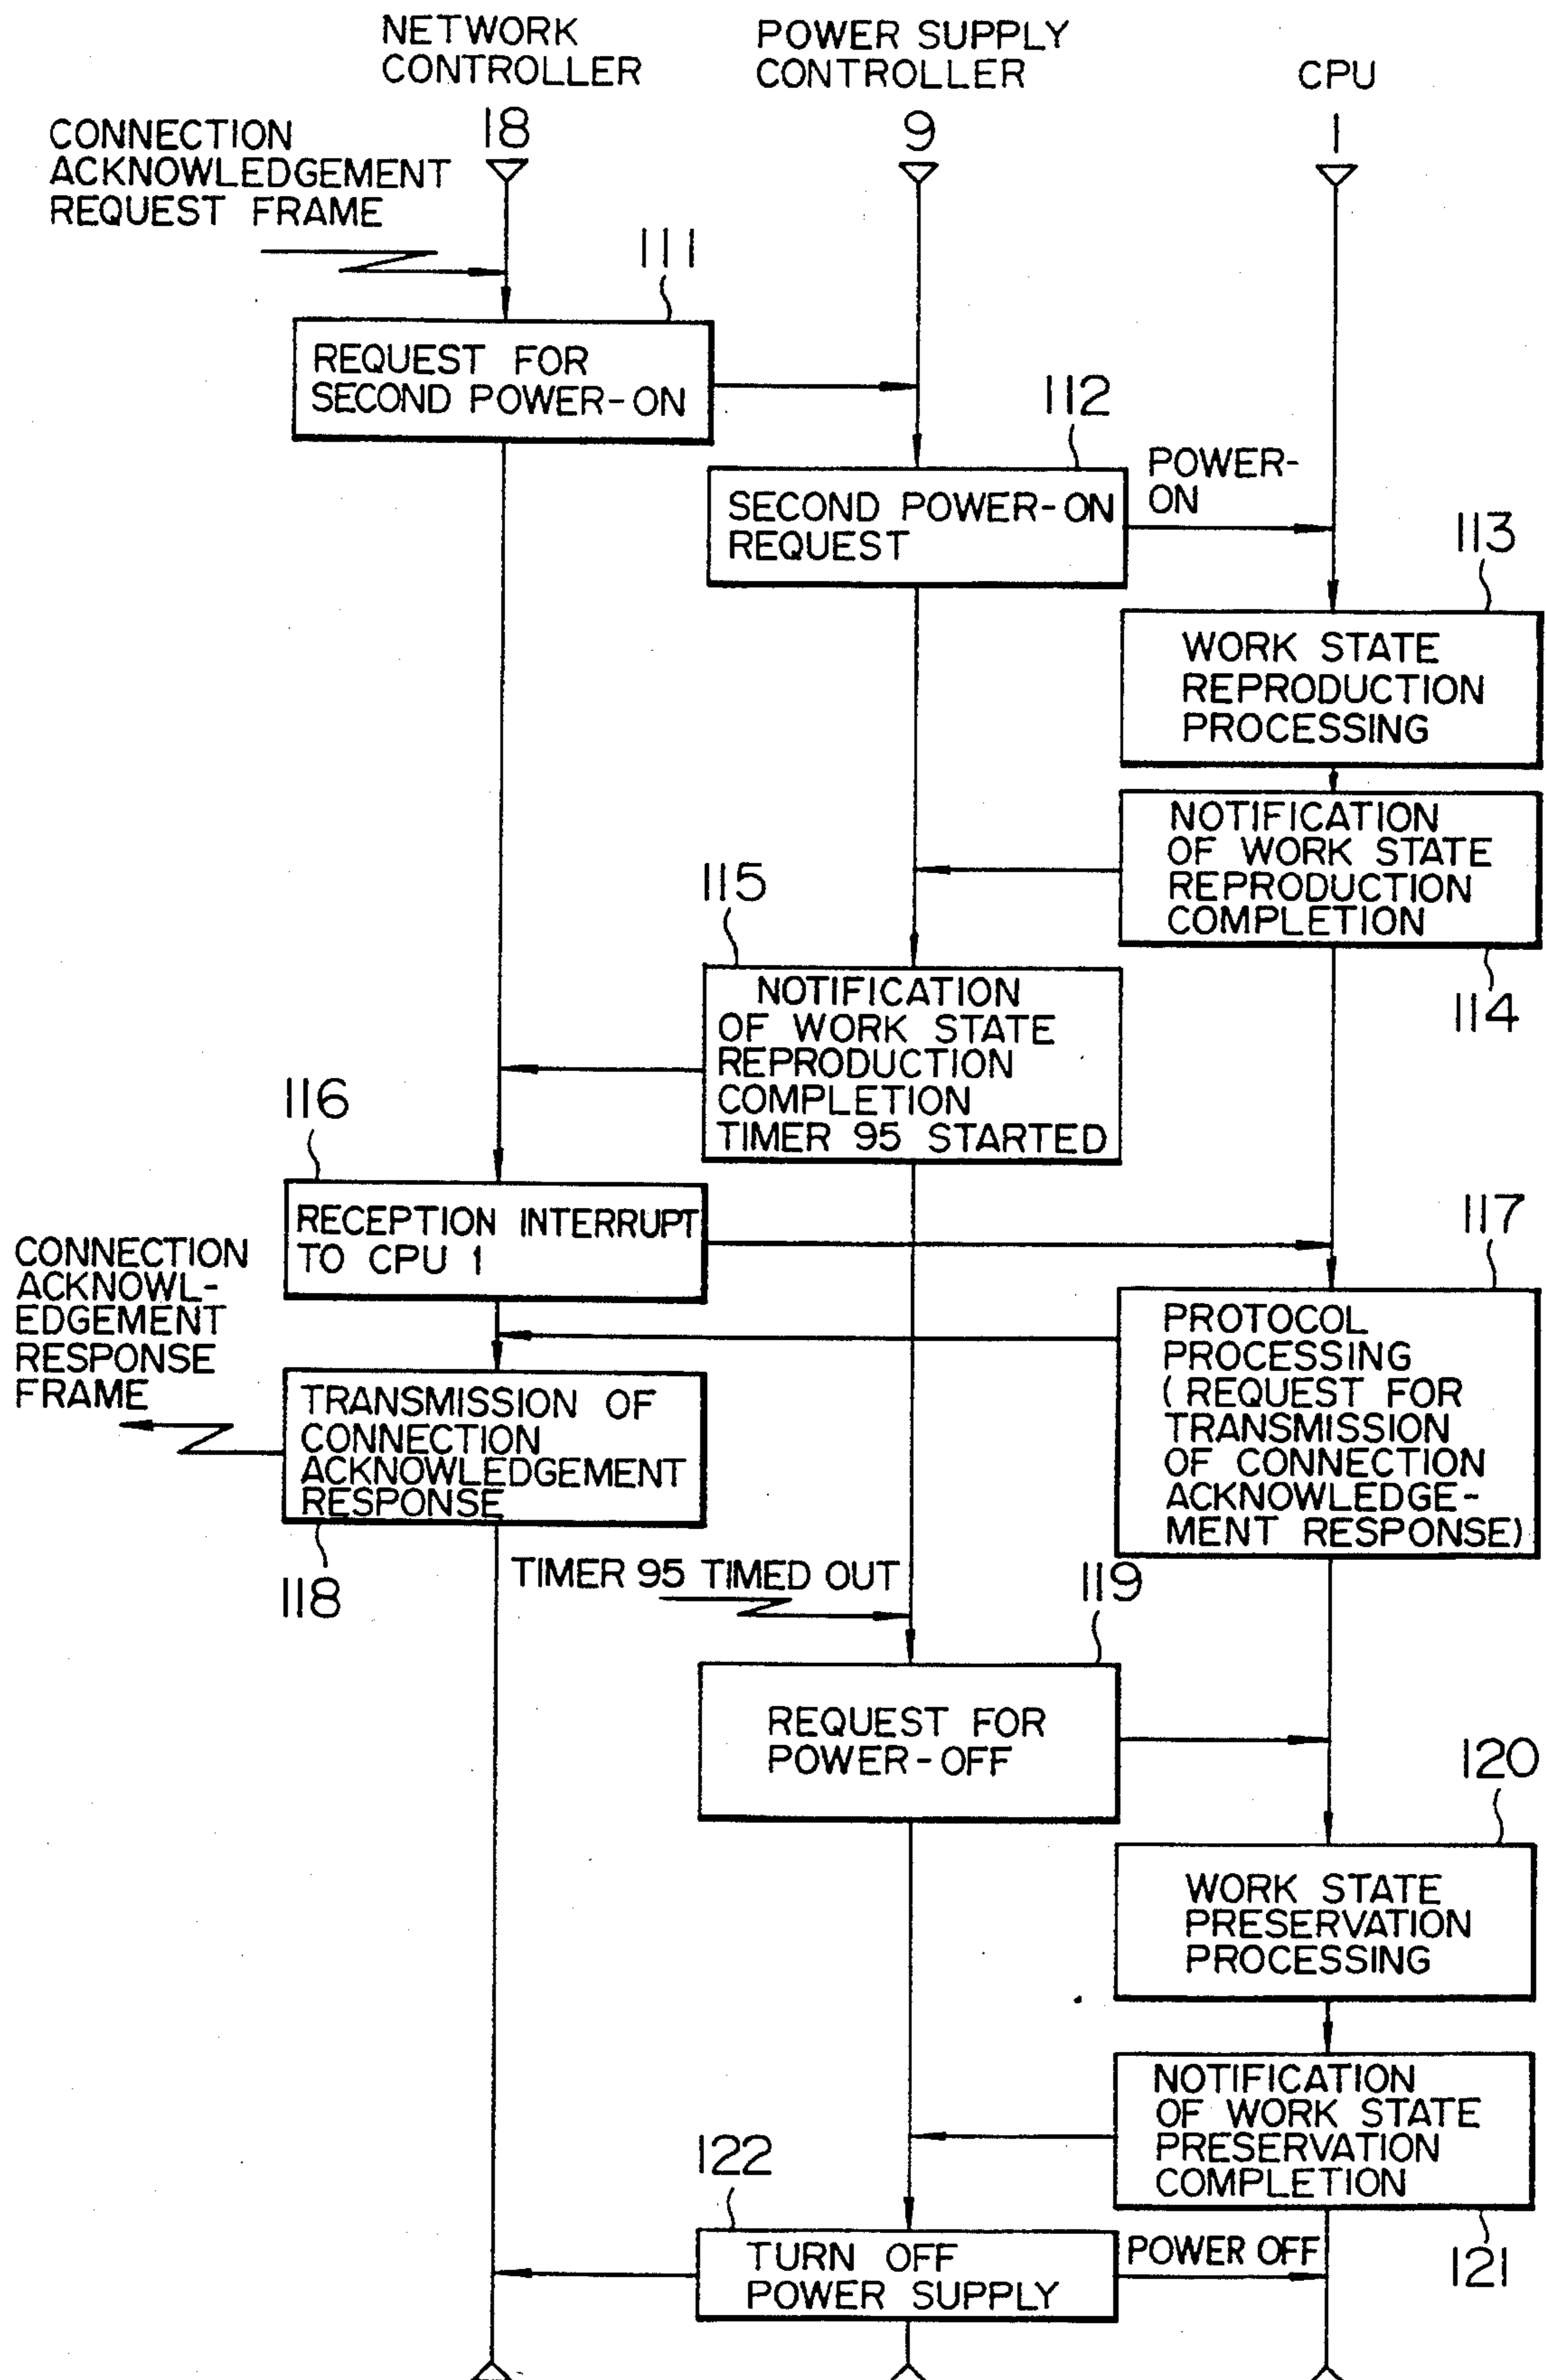 NETWORK
CONTROLLER
18
POWER SUPPLY
CONTROLLER
9
CPU
1
CONNECTION
ACKNOWLEDGEMENT
REQUEST FRAME
111
REQUEST FOR
SECOND POWER-ON
112
SECOND POWER-ON
REQUEST
POWER-
ON
113
WORK STATE
REPRODUCTION
PROCESSING
NOTIFICATION
OF WORK STATE
REPRODUCTION
COMPLETION
114
115
NOTIFICATION
OF WORK STATE
REPRODUCTION
COMPLETION
TIMER 95 STARTED
116
RECEPTION INTERRUPT
TO CPU 1
117
PROTOCOL
PROCESSING
(REQUEST FOR
TRANSMISSION
OF CONNECTION
ACKNOWLEDGE-
MENT RESPONSE)
CONNECTION
ACKNOWL-
EDGEMENT
RESPONSE
FRAME
TRANSMISSION OF
CONNECTION
ACKNOWLEDGEMENT
RESPONSE
118
TIMER 95 TIMED OUT
119
REQUEST FOR
POWER-OFF
120
WORK STATE
PRESERVATION
PROCESSING
NOTIFICATION
OF WORK STATE
PRESERVATION
COMPLETION
121
122
TURN OFF
POWER SUPPLY
POWER OFF